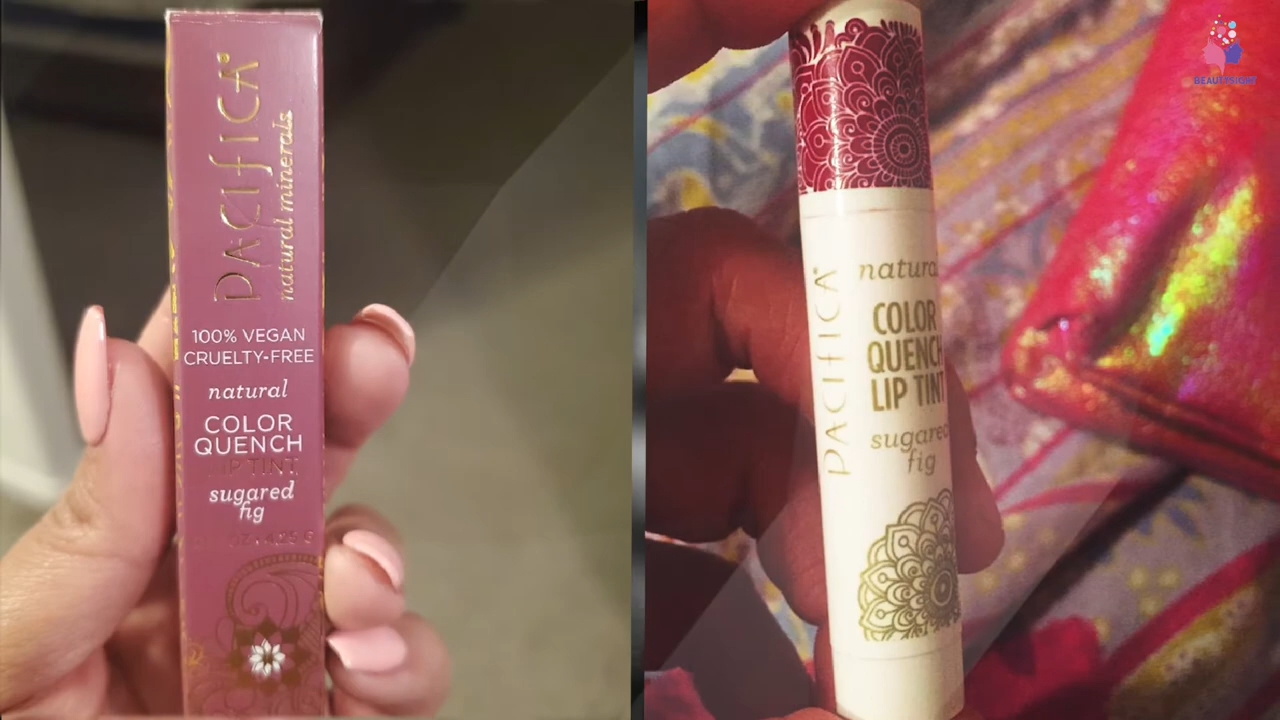 PACIFICA
natural minerals
100% VEGAN
CRUELTY-FREE
natural
COLOR
QUENCH
LIP TINT
sugared
fig
PACIFICA
natural
COLOR
QUENCH
LIP TINT
sugared
fig
BEAUTYSIGHT